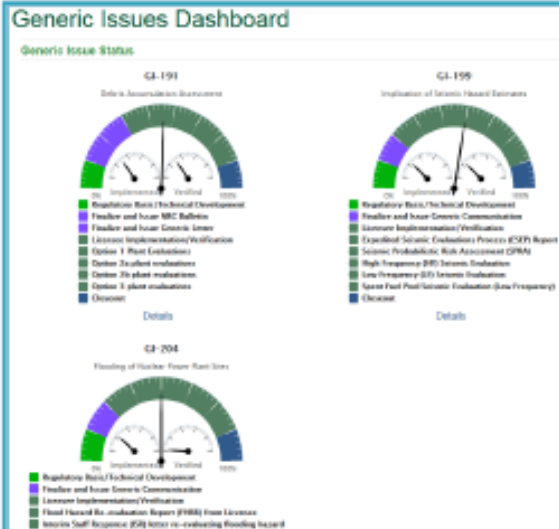 Generic Issues Dashboard
Generic Issue Status
GI-191
Debris Accumulation Assessment
0% Implemented Verified 100%
Regulatory Basis/Technical Development
Finalize and Issue NRC Bulletin
Finalize and Issue Generic Letter
Licensee Implementation/Verification
Option 1 Plant Evaluations
Option 2a plant evaluations
Option 2b plant evaluations
Option 3 plant evaluations
Closeout
Details
GI-199
Implication of Seismic Hazard Estimates
0% Implemented Verified 100%
Regulatory Basis/Technical Development
Finalize and Issue Generic Communication
Licensee Implementation/Verification
Expedited Seismic Evaluations Process (ESEP) Report
Seismic Probabilistic Risk Assessment (SPRA)
High Frequency (HF) Seismic Evaluation
Low Frequency (LF) Seismic Evaluation
Spent Fuel Pool Seismic Evaluation (Low Frequency)
Closeout
Details
GI-204
Flooding of Nuclear Power Plant Sites
0% Implemented Verified 100%
Regulatory Basis/Technical Development
Finalize and Issue Generic Communication
Licensee Implementation/Verification
Flood Hazard Re-evaluation Report (FHRR) from Licensee
Interim Staff Response (ISR) letter re-evaluating flooding hazard